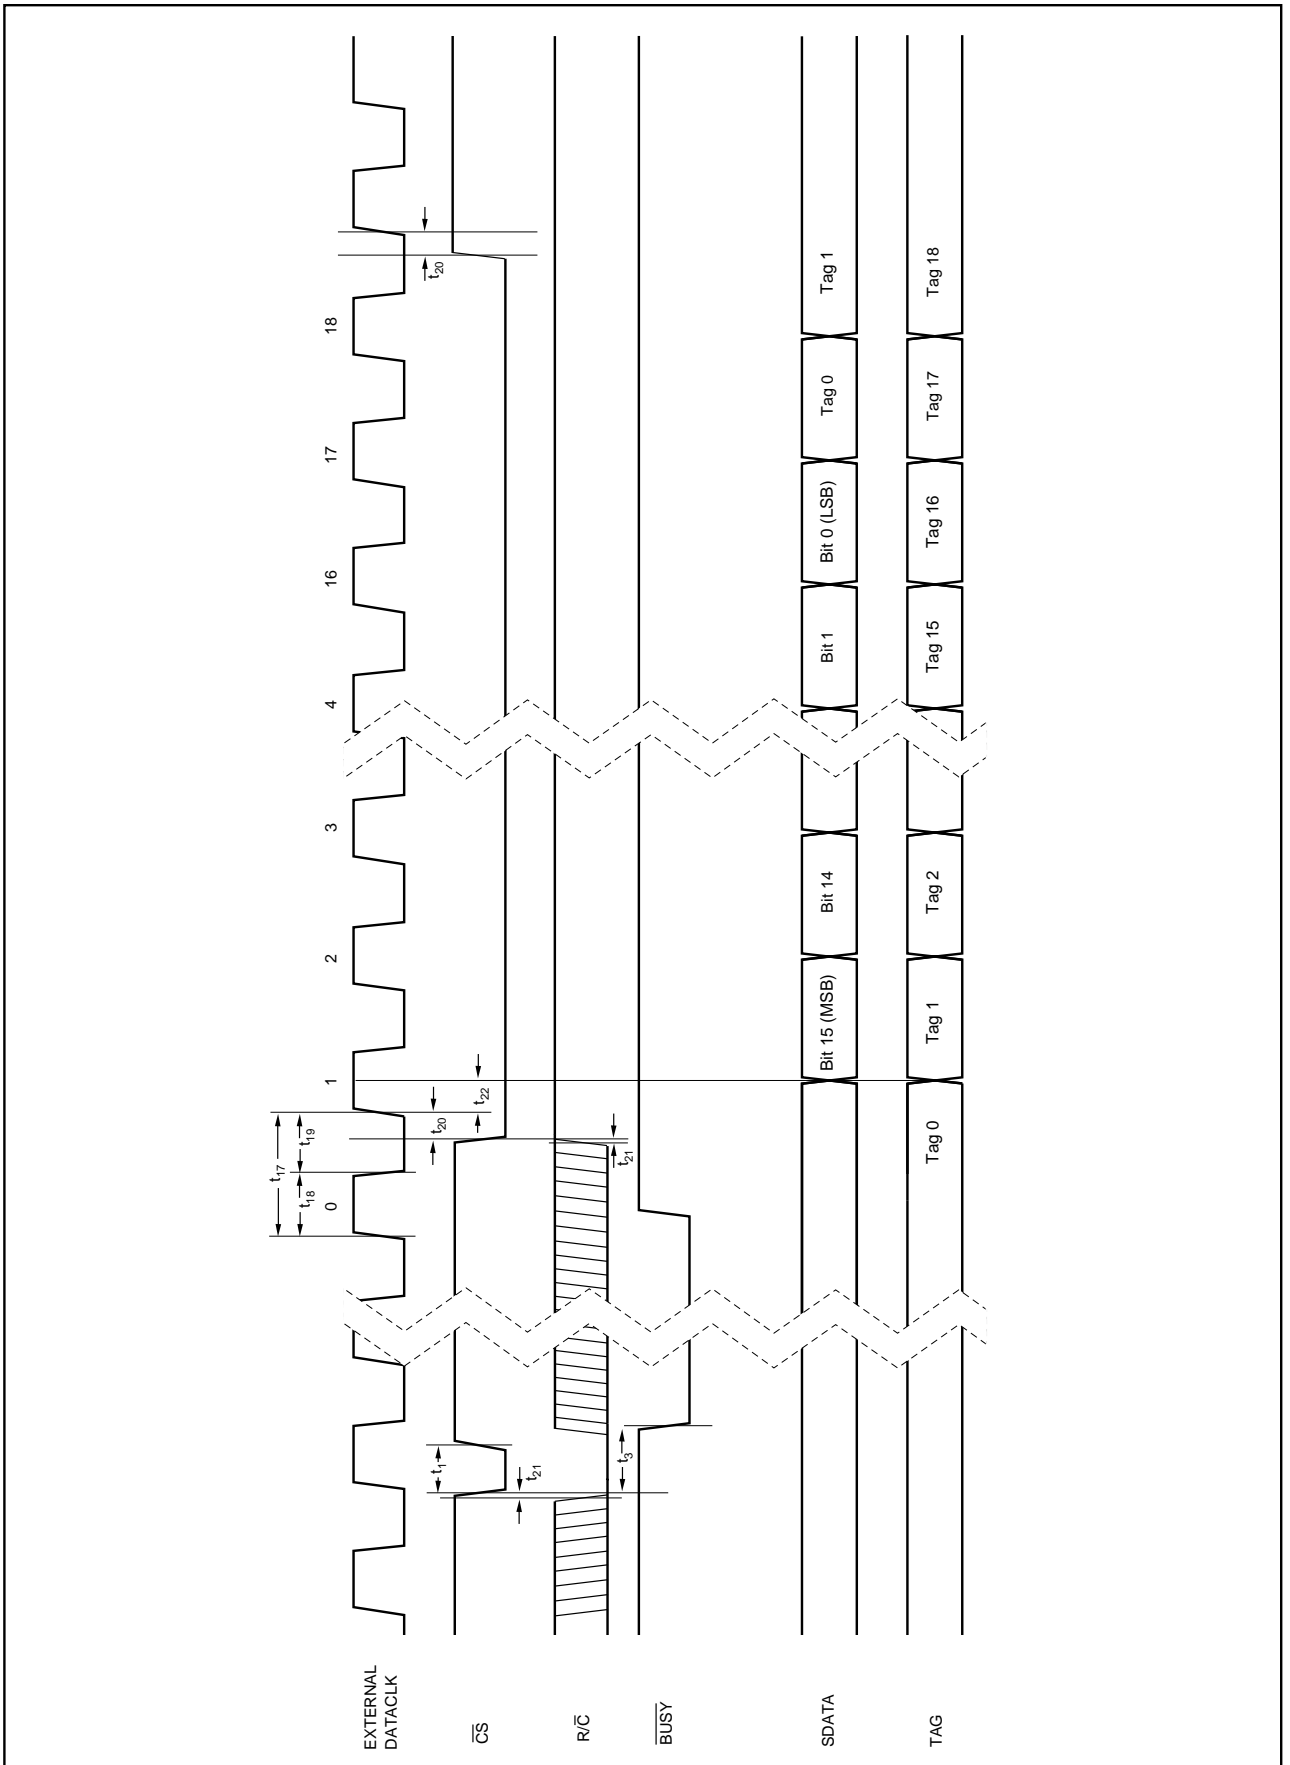 t17
t18 t19
0 1 2 3 4 16 17 18
EXTERNAL
DATACLK
t1 t20 t20
C̅S̅
t22
t21
R/C̅
t3 t21
B̅U̅S̅Y̅
SDATA Bit 15 (MSB) Bit 14 Bit 1 Bit 0 (LSB) Tag 0 Tag 1
TAG Tag 0 Tag 1 Tag 2 Tag 15 Tag 16 Tag 17 Tag 18